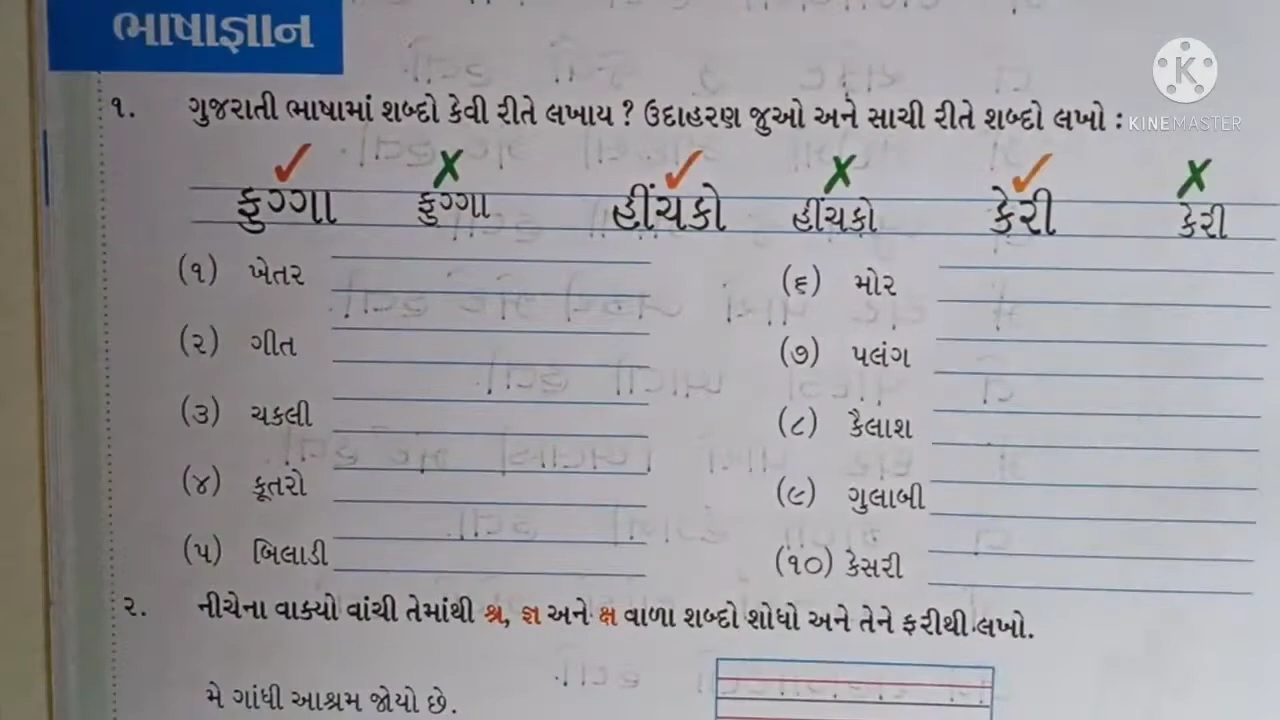 ભાષાજ્ઞાન
KINEMASTER
૧. ગુજરાતી ભાષામાં શબ્દો કેવી રીતે લખાય ? ઉદાહરણ જુઓ અને સાચી રીતે શબ્દો લખો :
ફુગ્ગા ફુગ્ગા હીંચકો હીંચકો કેરી કેરી
(૧) ખેતર
(૨) ગીત
(૩) ચકલી
(૪) કૂતરો
(૫) બિલાડી
(૬) મોર
(૭) પલંગ
(૮) કૈલાશ
(૯) ગુલાબી
(૧૦) કેસરી
૨. નીચેના વાક્યો વાંચી તેમાંથી શ્ર, જ્ઞ અને ક્ષ વાળા શબ્દો શોધો અને તેને ફરીથી લખો.
મે ગાંધી આશ્રમ જોયો છે.